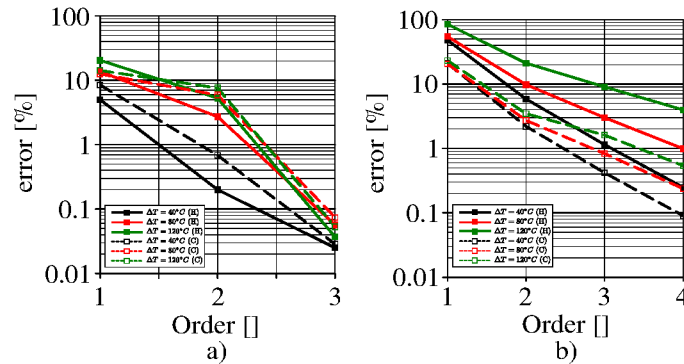 100
10
1
0.1
0.01
error [%]
ΔT = 40°C (H)
ΔT = 80°C (H)
ΔT = 120°C (H)
ΔT = 40°C (C)
ΔT = 80°C (C)
ΔT = 120°C (C)
1 2 3
Order []
a)
100
10
1
0.1
0.01
error [%]
ΔT = 40°C (H)
ΔT = 80°C (H)
ΔT = 120°C (H)
ΔT = 40°C (C)
ΔT = 80°C (C)
ΔT = 120°C (C)
1 2 3 4
Order []
b)